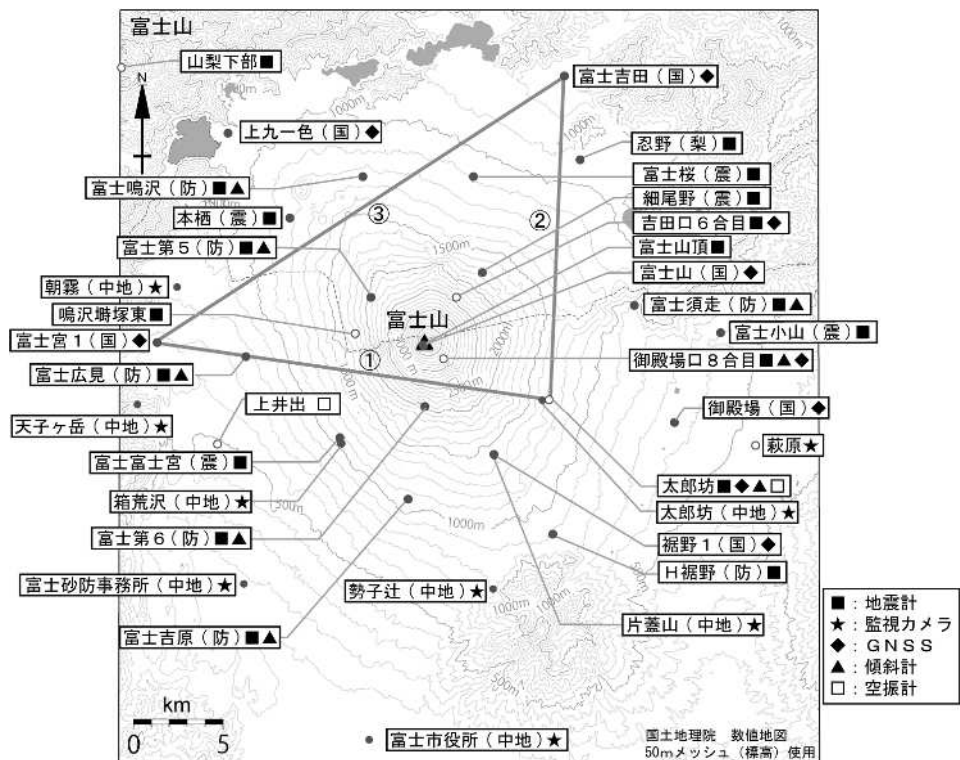 富士山
山梨下部■
富士吉田(国)◆
N
上九一色(国)◆
忍野(梨)■
富士鳴沢(防)■▲
富士桜(震)■
細尾野(震)■
本栖(震)■
③
②
吉田口6合目■◆
富士第5(防)■▲
富士山頂■
富士山(国)◆
朝霧(中地)★
鳴沢塒塚東■
富士山
富士須走(防)■▲
富士宮1(国)◆
富士小山(震)■
富士広見(防)■▲
①
御殿場口8合目■▲◆
天子ヶ岳(中地)★
上井出□
御殿場(国)◆
富士富士宮(震)■
萩原★
箱荒沢(中地)★
太郎坊■◆▲□
太郎坊(中地)★
富士第6(防)■▲
裾野1(国)◆
H裾野(防)■
富士砂防事務所(中地)★
勢子辻(中地)★
富士吉原(防)■▲
片蓋山(中地)★
■:地震計
★:監視カメラ
◆:GNSS
▲:傾斜計
□:空振計
km
0 5
富士市役所(中地)★
国土地理院 数値地図
50mメッシュ(標高)使用
1000m
1000m
1500m
2000m
1000m
500m
1000m
1000m
500m